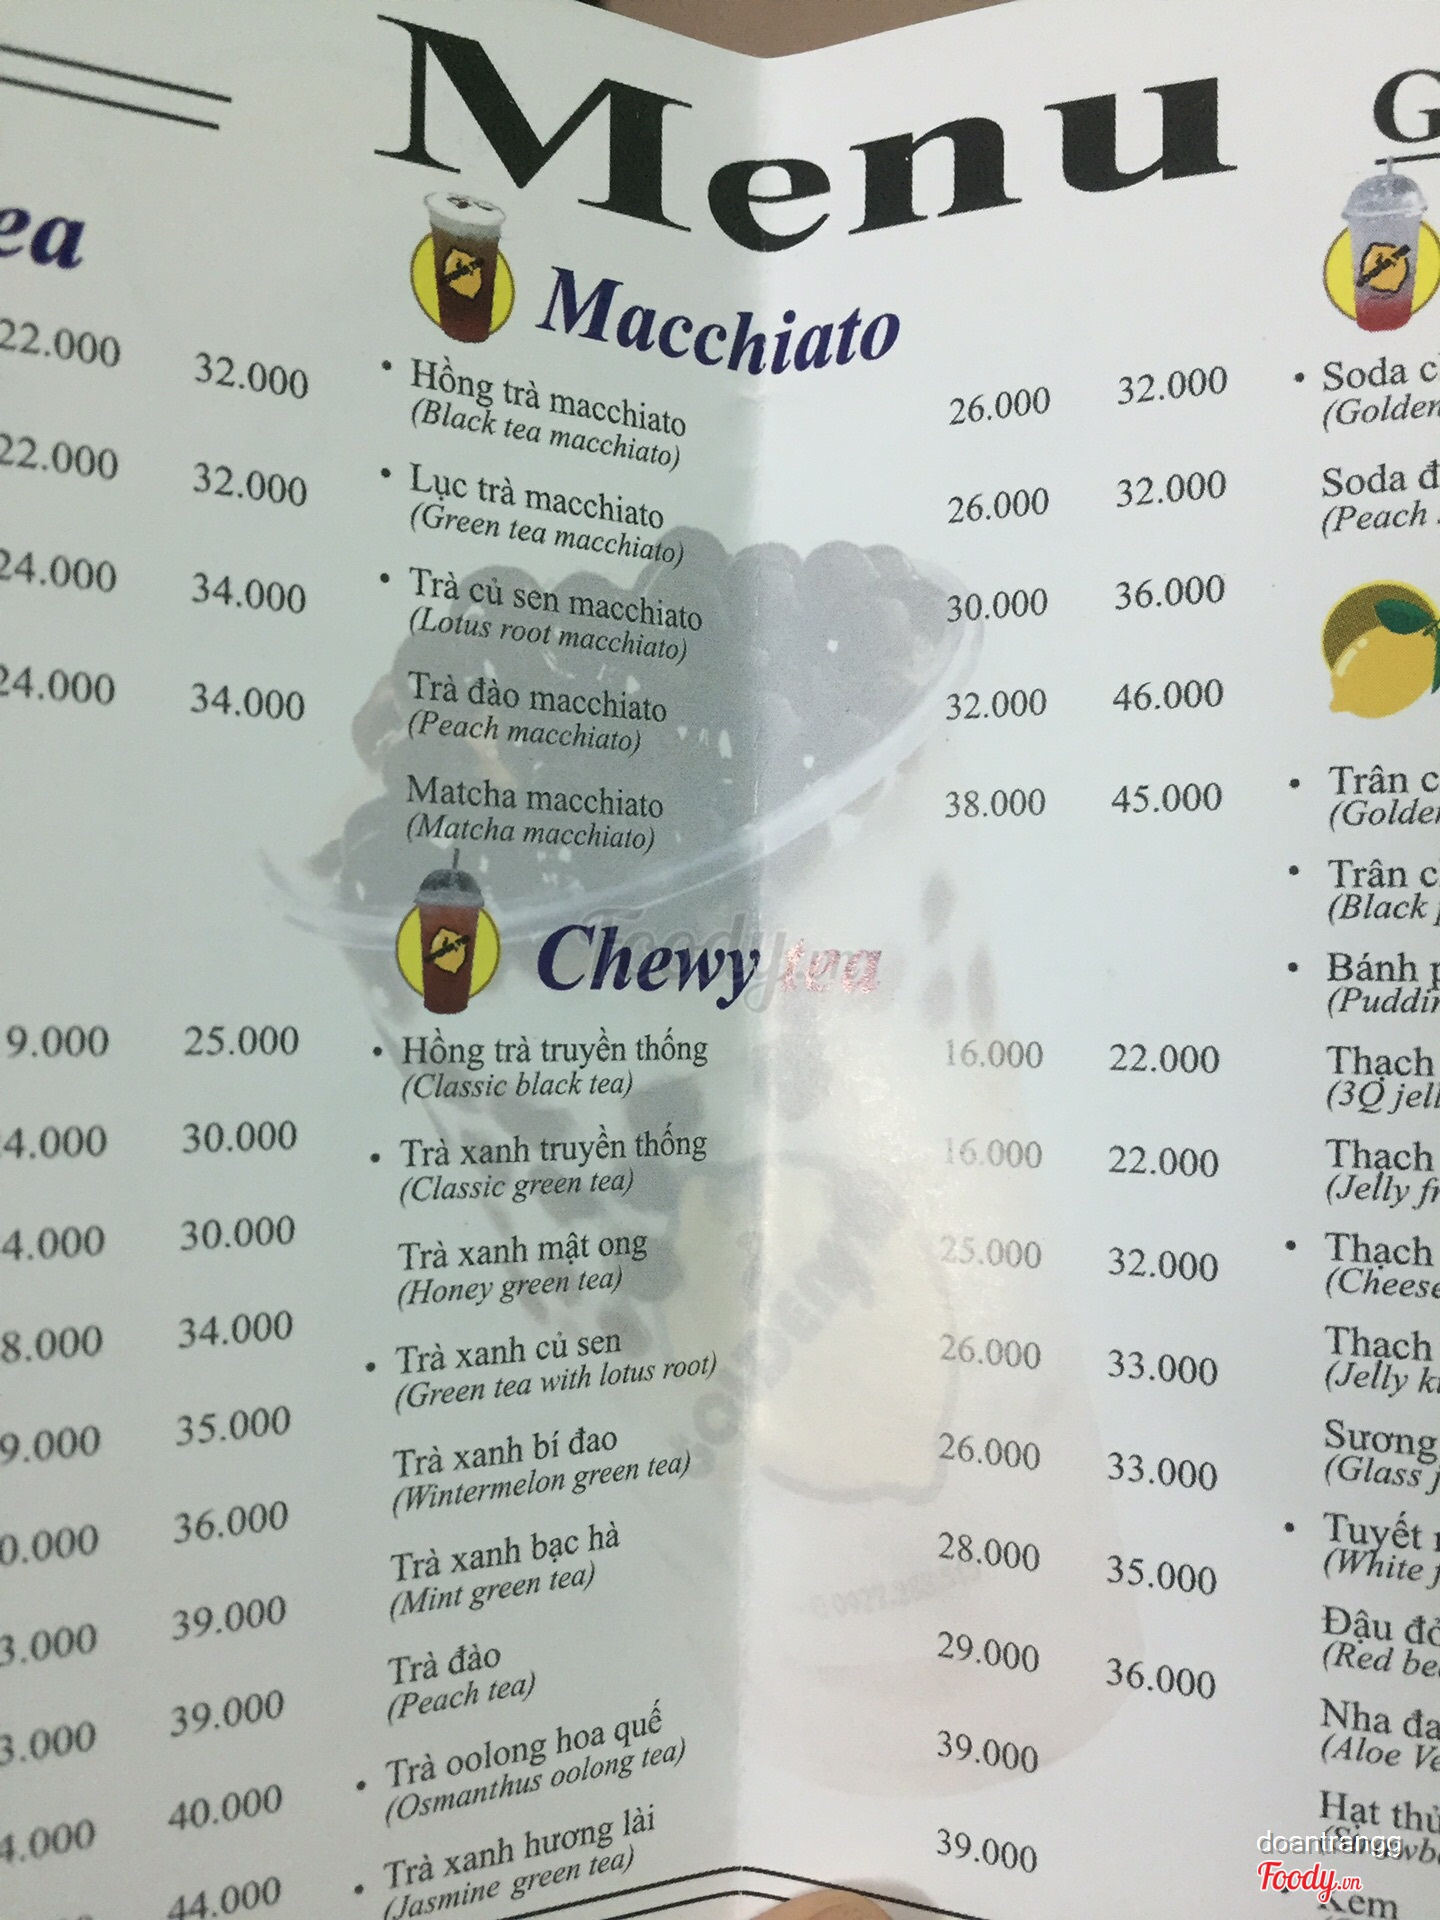 Menu
ea
22.000 32.000
22.000 32.000
24.000 34.000
24.000 34.000
9.000 25.000
4.000 30.000
4.000 30.000
8.000 34.000
9.000 35.000
0.000 36.000
3.000 39.000
3.000 39.000
4.000 40.000
44.000
Macchiato
• Hồng trà macchiato 26.000 32.000
(Black tea macchiato)
• Lục trà macchiato 26.000 32.000
(Green tea macchiato)
• Trà củ sen macchiato 30.000 36.000
(Lotus root macchiato)
Trà đào macchiato 32.000 46.000
(Peach macchiato)
Matcha macchiato 38.000 45.000
(Matcha macchiato)
Foody.vn
Chewy tea
• Hồng trà truyền thống 16.000 22.000
(Classic black tea)
• Trà xanh truyền thống 16.000 22.000
(Classic green tea)
Trà xanh mật ong 25.000 32.000
(Honey green tea)
• Trà xanh củ sen 26.000 33.000
(Green tea with lotus root)
Trà xanh bí đao 26.000 33.000
(Wintermelon green tea)
Trà xanh bạc hà 28.000 35.000
(Mint green tea)
Trà đào 29.000 36.000
(Peach tea)
• Trà oolong hoa quế 39.000
(Osmanthus oolong tea)
• Trà xanh hương lài 39.000
(Jasmine green tea)
G
• Soda c
(Golden
Soda đ
(Peach
• Trân c
(Golde
• Trân c
(Black
• Bánh p
(Puddin
Thạch
(3Q jell
Thạch
(Jelly fr
• Thạch
(Cheese
Thạch
(Jelly k
Sương
(Glass j
• Tuyết
(White f
Đậu đỏ
(Red be
Nha đa
(Aloe Ve
Hạt thủ
Kem
doantrangg
Foody.vn